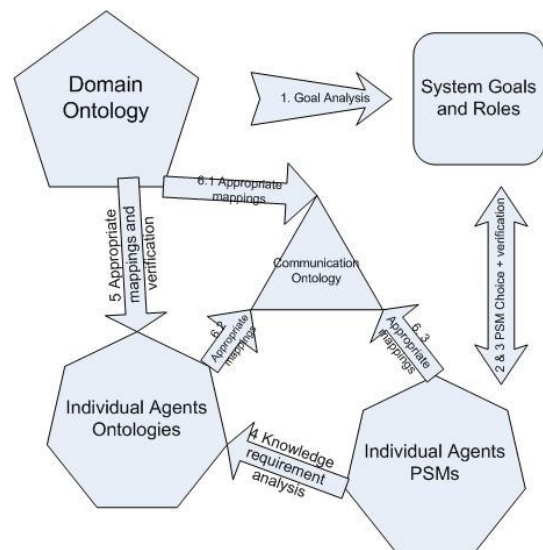 Domain
Ontology
1. Goal Analysis
System Goals
and Roles
6.1 Appropriate
mappings
5 Appropriate
mappings and
verification
Communication
Ontology
2 & 3 PSM Choice + verification
6.2
Appropriate
mappings
6.3
Appropriate
mappings
Individual Agents
Ontologies
4 Knowledge
requirement
analysis
Individual Agents
PSMs